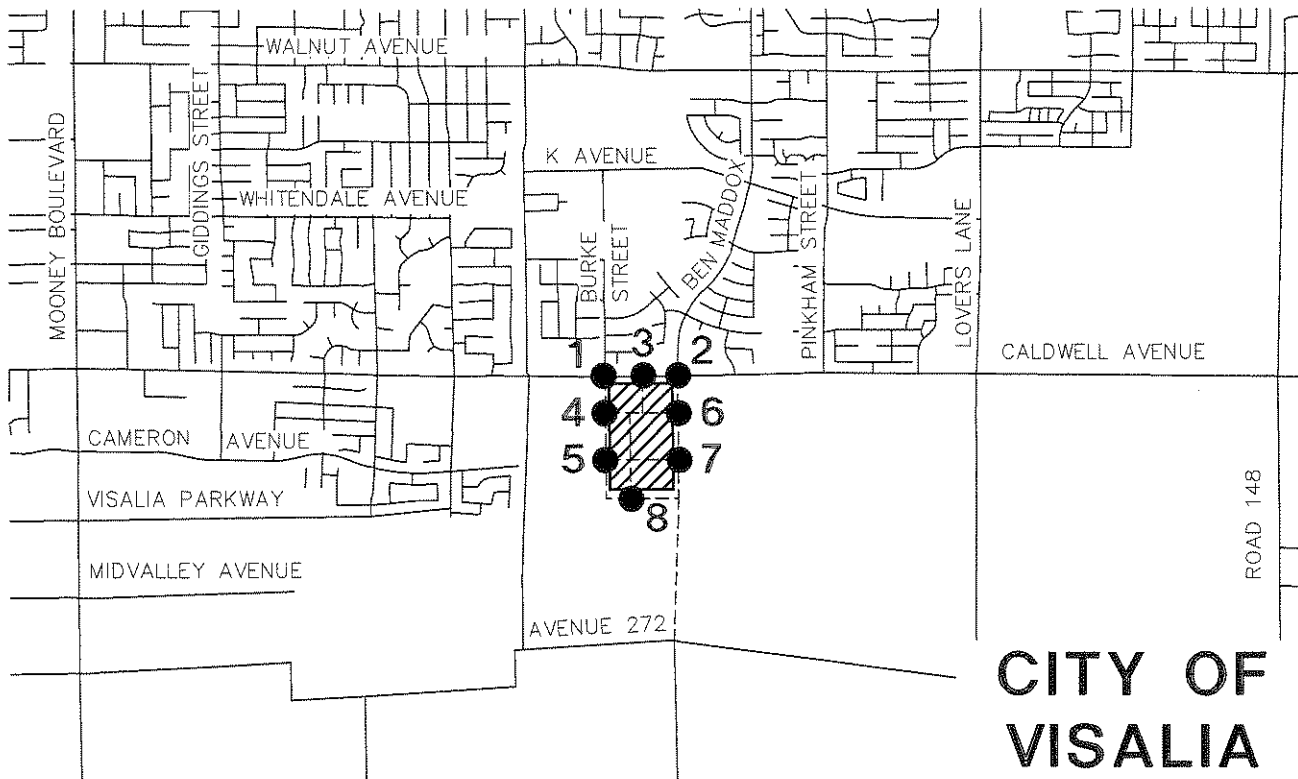 WALNUT AVENUE
MOONEY BOULEVARD
GIDDINGS STREET
K AVENUE
WHITENDALE AVENUE
BURKE
STREET
BEN MADDOX
PINKHAM STREET
LOVERS LANE
CALDWELL AVENUE
1
3
2
4
6
CAMERON AVENUE
5
7
VISALIA PARKWAY
8
ROAD 148
MIDVALLEY AVENUE
AVENUE 272
CITY OF
VISALIA